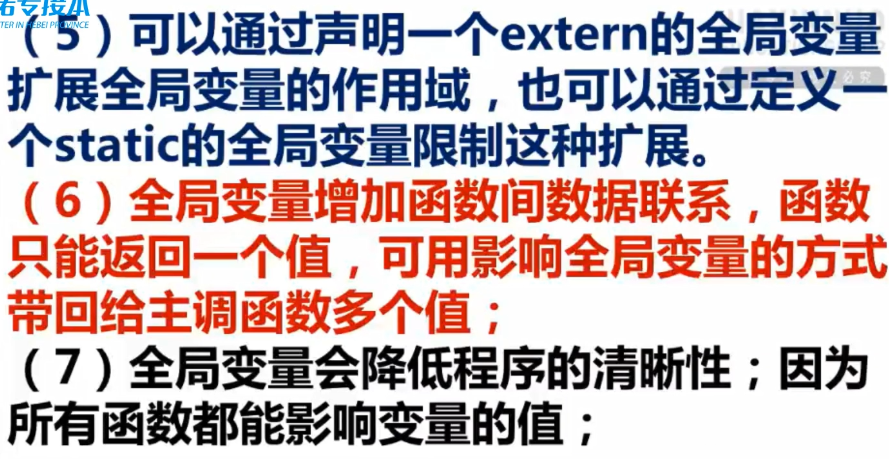 诺专接本
TER IN HEBEI PROVINCE
（5）可以通过声明一个extern的全局变量
扩展全局变量的作用域，也可以通过定义一
个static的全局变量限制这种扩展。
（6）全局变量增加函数间数据联系，函数
只能返回一个值，可用影响全局变量的方式
带回给主调函数多个值；
（7）全局变量会降低程序的清晰性；因为
所有函数都能影响变量的值；